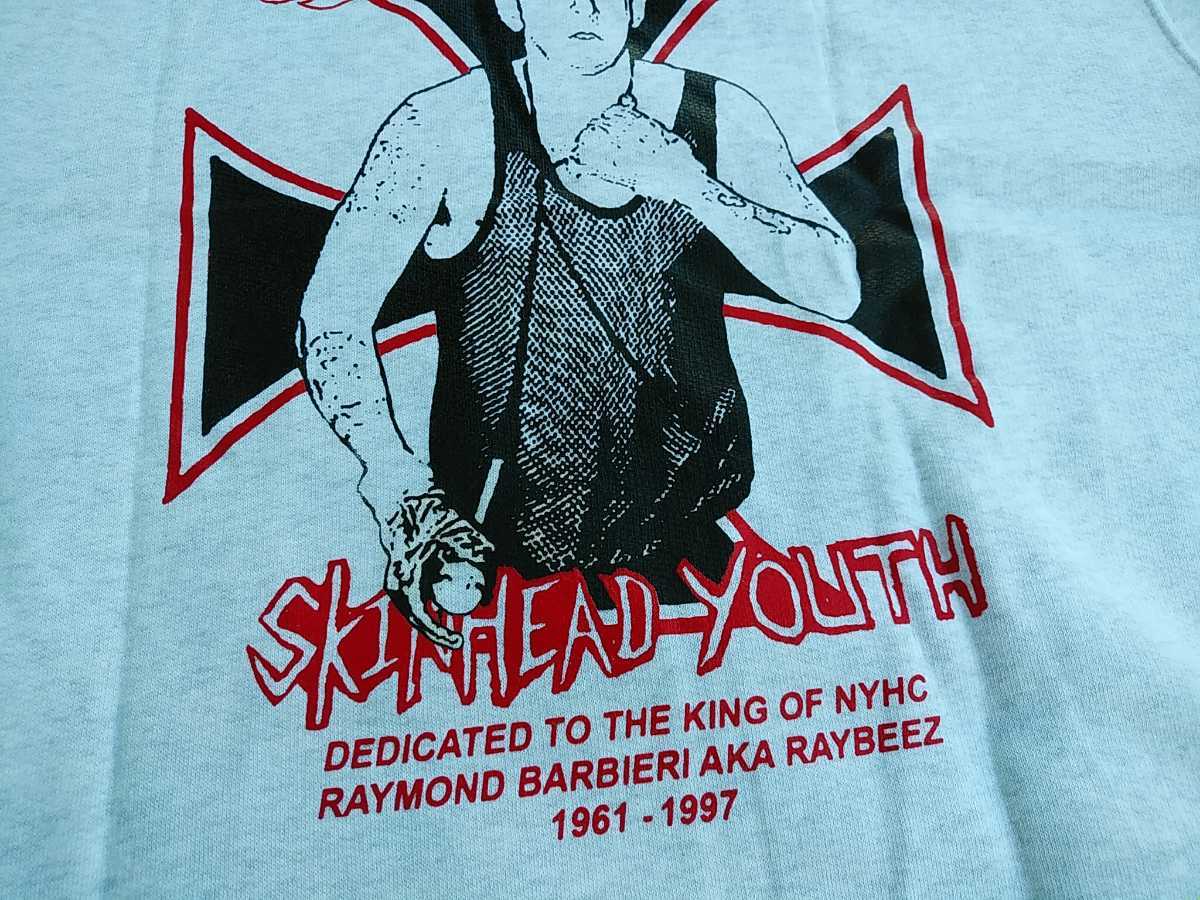 SKINHEAD-YOUTH
DEDICATED TO THE KING OF NYHC
RAYMOND BARBIERI AKA RAYBEEZ
1961 - 1997